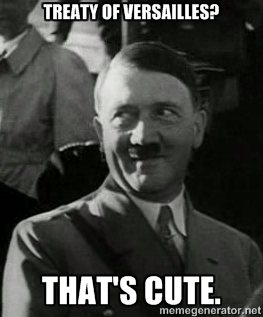 TREATY OF VERSAILLES?
THAT'S CUTE.
memegenerator.net